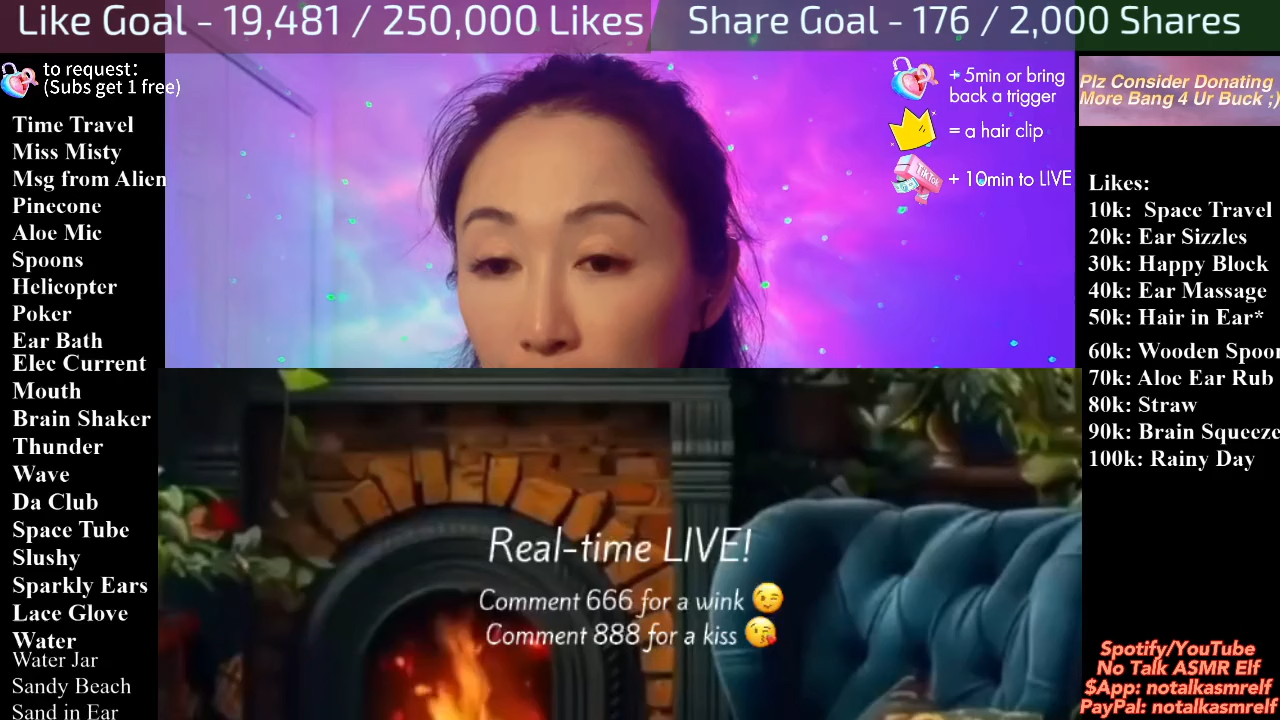 Like Goal - 19,481 / 250,000 Likes
Share Goal - 176 / 2,000 Shares
to request:
(Subs get 1 free)
Time Travel
Miss Misty
Msg from Alien
Pinecone
Aloe Mic
Spoons
Helicopter
Poker
Ear Bath
Elec Current
Mouth
Brain Shaker
Thunder
Wave
Da Club
Space Tube
Slushy
Sparkly Ears
Lace Glove
Water
Water Jar
Sandy Beach
Sand in Ear
+ 5min or bring
back a trigger
= a hair clip
TikTok
+ 10min to LIVE
Real-time LIVE!
Comment 666 for a wink 😉
Comment 888 for a kiss 😘
Plz Consider Donating
More Bang 4 Ur Buck ;)
Likes:
10k: Space Travel
20k: Ear Sizzles
30k: Happy Block
40k: Ear Massage
50k: Hair in Ear*
60k: Wooden Spoon
70k: Aloe Ear Rub
80k: Straw
90k: Brain Squeeze
100k: Rainy Day
Spotify/YouTube
No Talk ASMR Elf
$App: notalkasmrelf
PayPal: notalkasmrelf